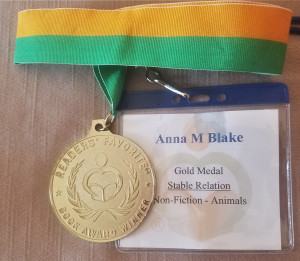 READERS' FAVORITE
BOOK AWARD WINNER
Anna M Blake
Gold Medal
Stable Relation
Non-Fiction - Animals